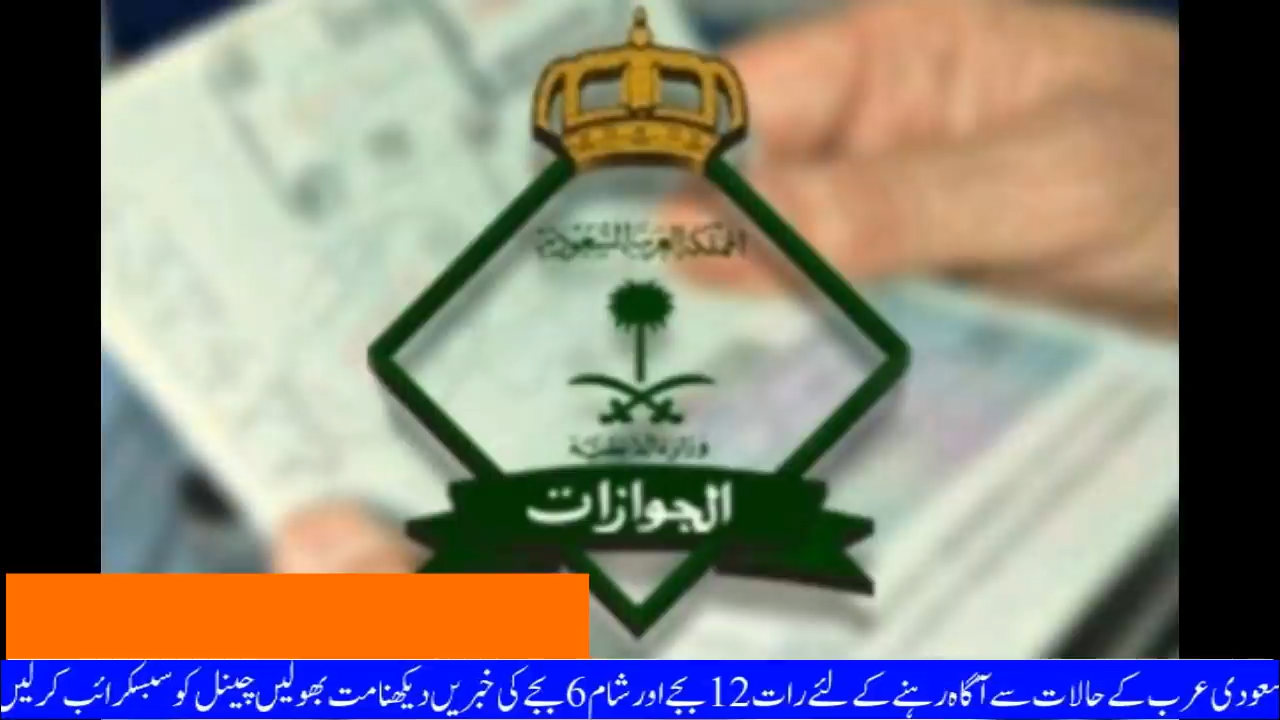 المملكة العربية السعودية
وزارة الداخلية
الجوازات
سعودی عرب کے حالات سے آگاہ رہنے کے لئے رات 12 بجے اور شام 6 بجے کی خبریں دیکھنا مت بھولیں چینل کو سبسکرائب کر لیں